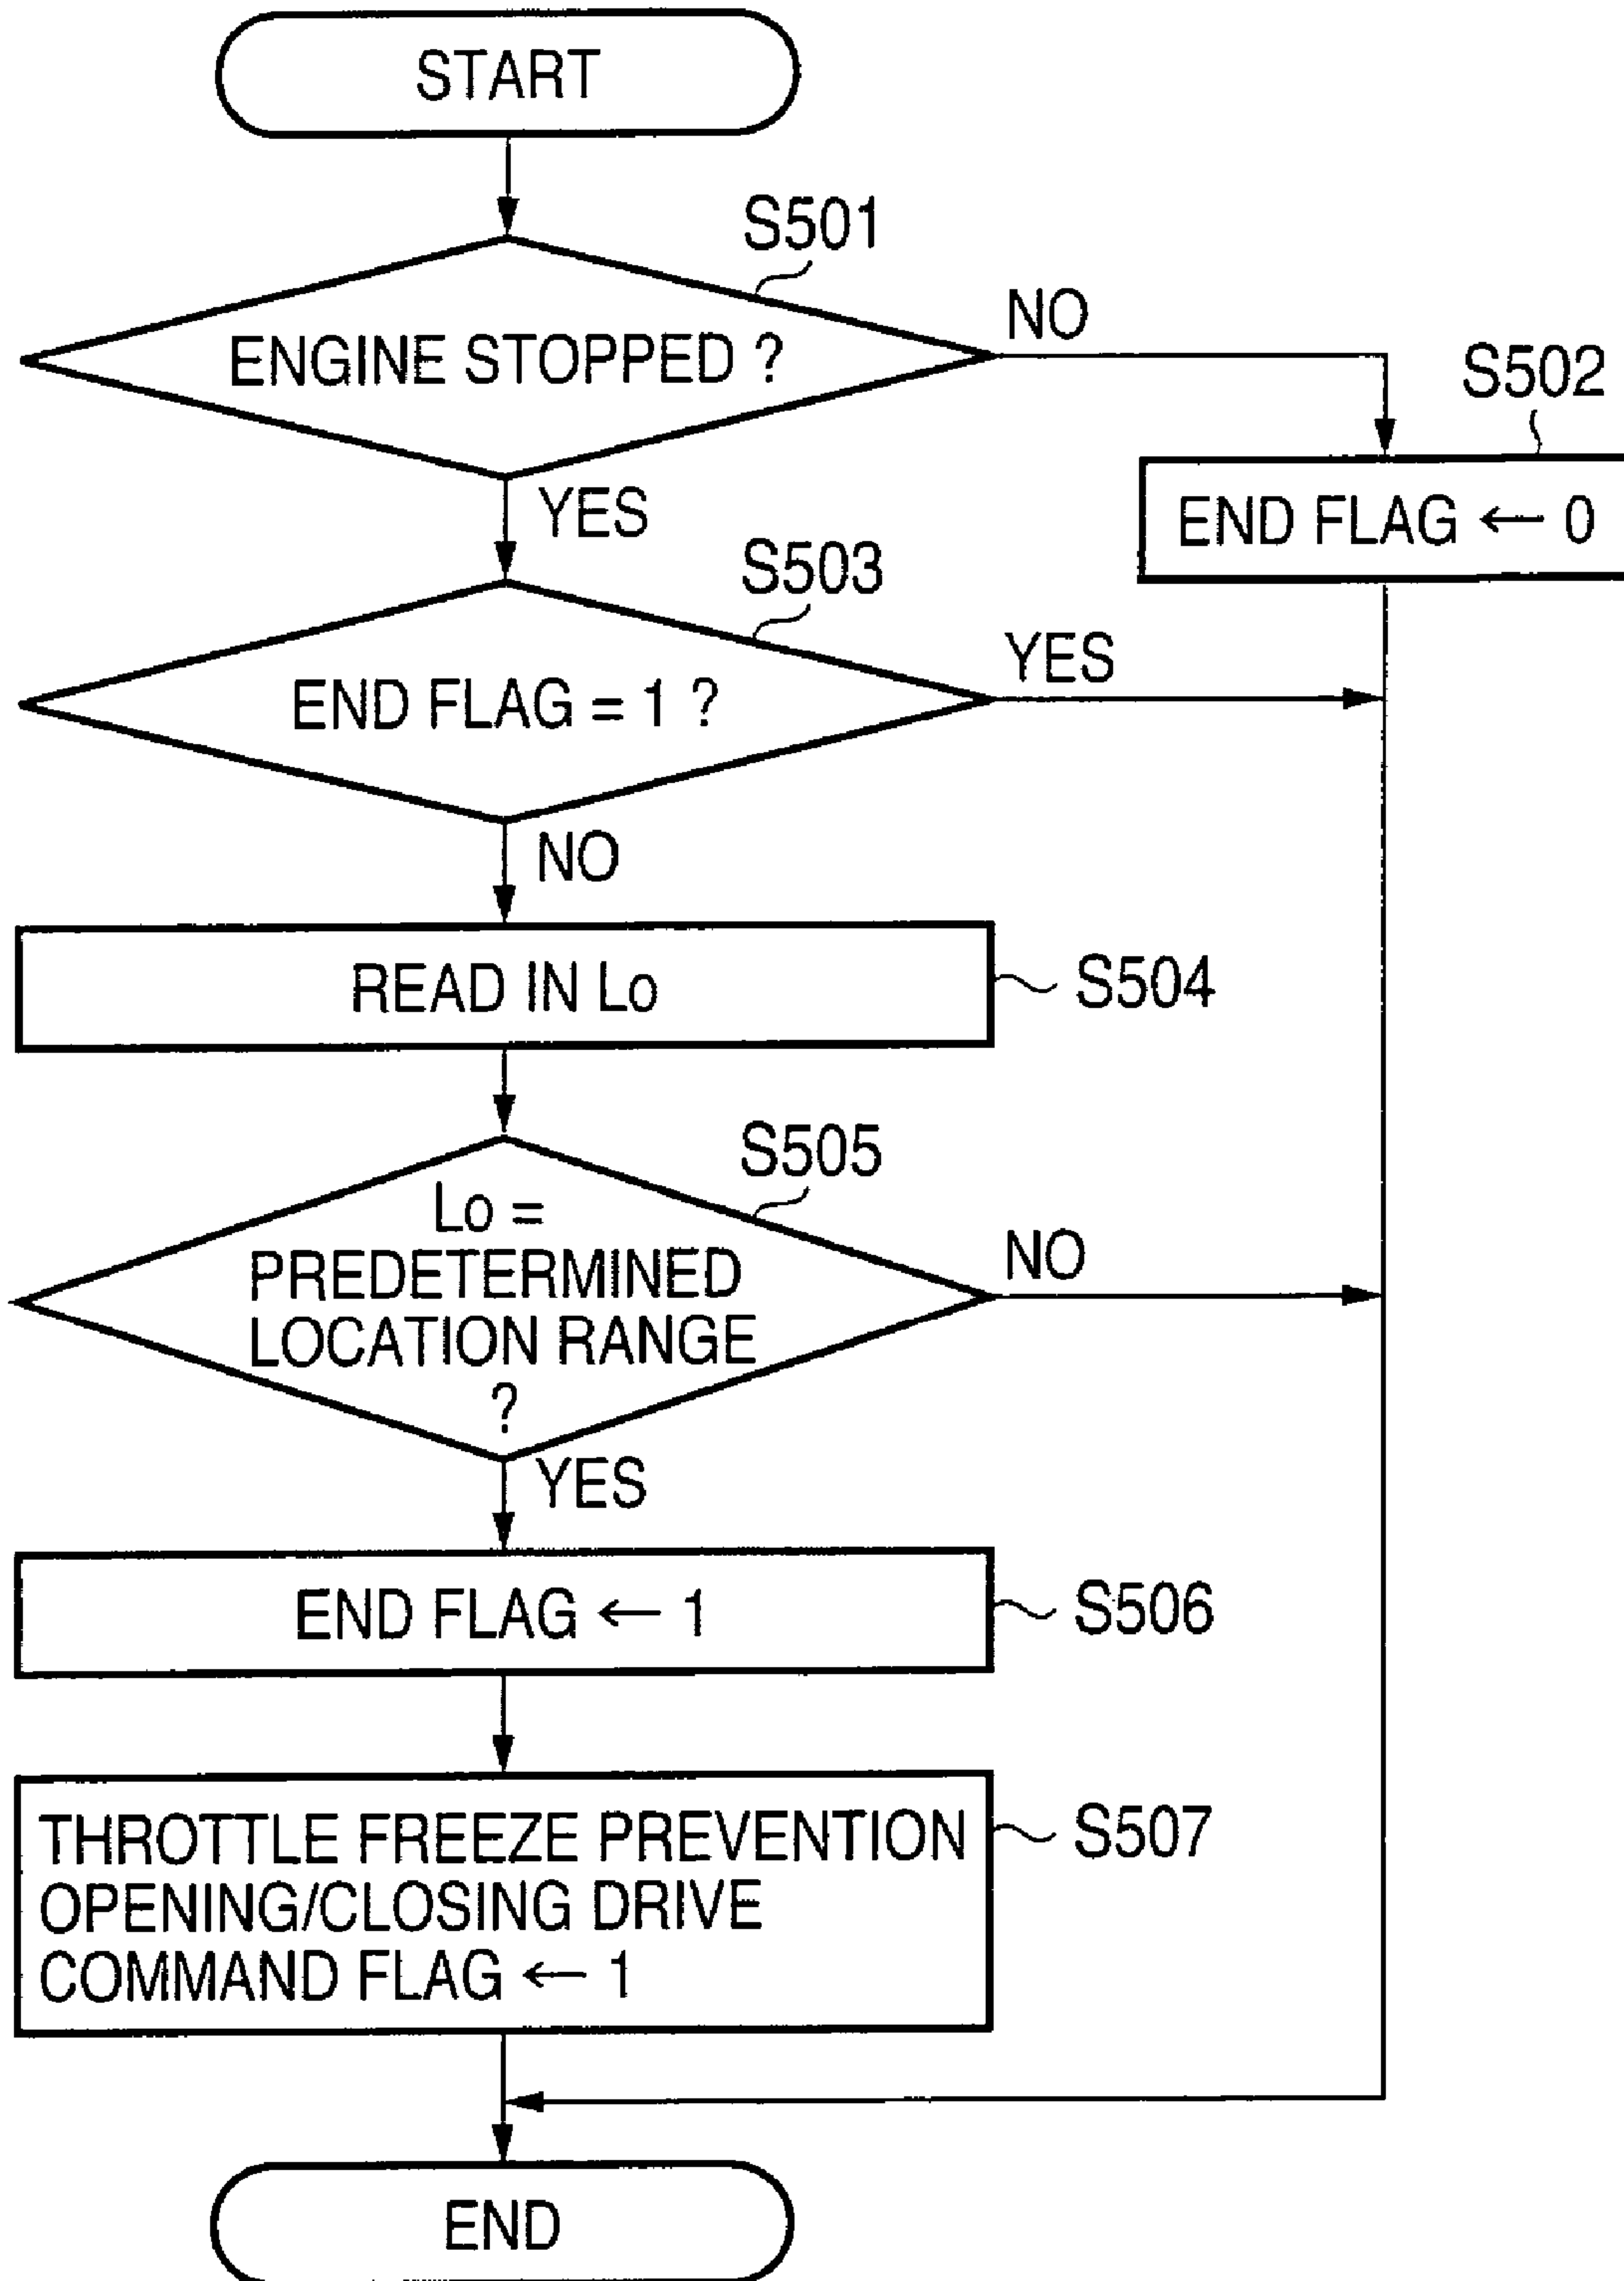 START
S501
ENGINE STOPPED ?
NO
S502
END FLAG ← 0
YES
S503
END FLAG = 1 ?
YES
NO
READ IN Lo
S504
S505
Lo =
PREDETERMINED
LOCATION RANGE
?
NO
YES
END FLAG ← 1
S506
THROTTLE FREEZE PREVENTION
OPENING/CLOSING DRIVE
COMMAND FLAG ← 1
S507
END